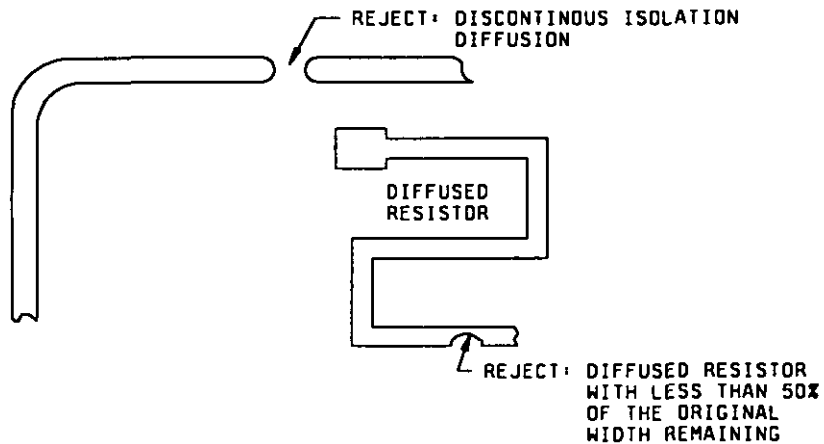 REJECT: DISCONTINOUS ISOLATION
DIFFUSION
DIFFUSED
RESISTOR
REJECT: DIFFUSED RESISTOR
WITH LESS THAN 50%
OF THE ORIGINAL
WIDTH REMAINING